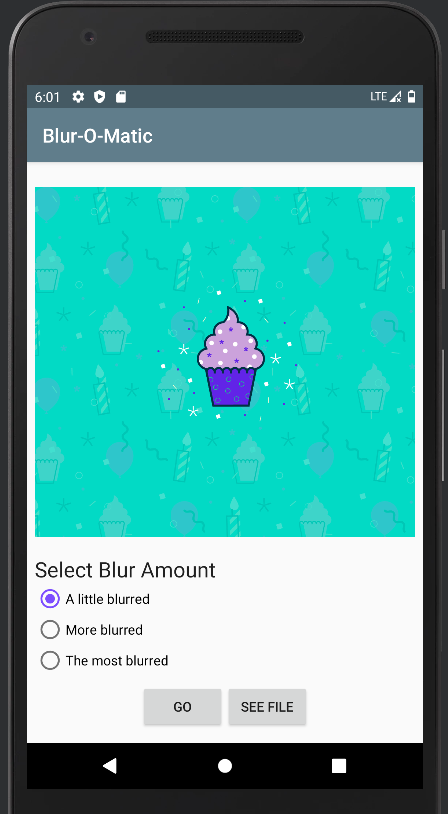 6:01 LTE
Blur-O-Matic
Select Blur Amount
A little blurred
More blurred
The most blurred
GO SEE FILE